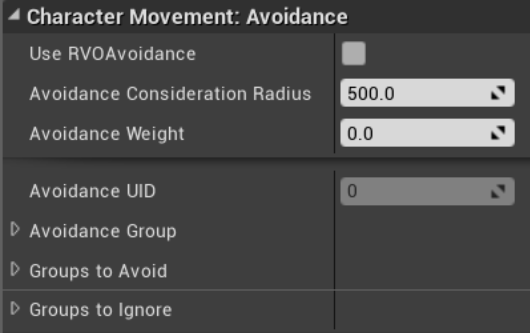 Character Movement: Avoidance
Use RVOAvoidance
Avoidance Consideration Radius 500.0
Avoidance Weight 0.0
Avoidance UID 0
Avoidance Group
Groups to Avoid
Groups to Ignore